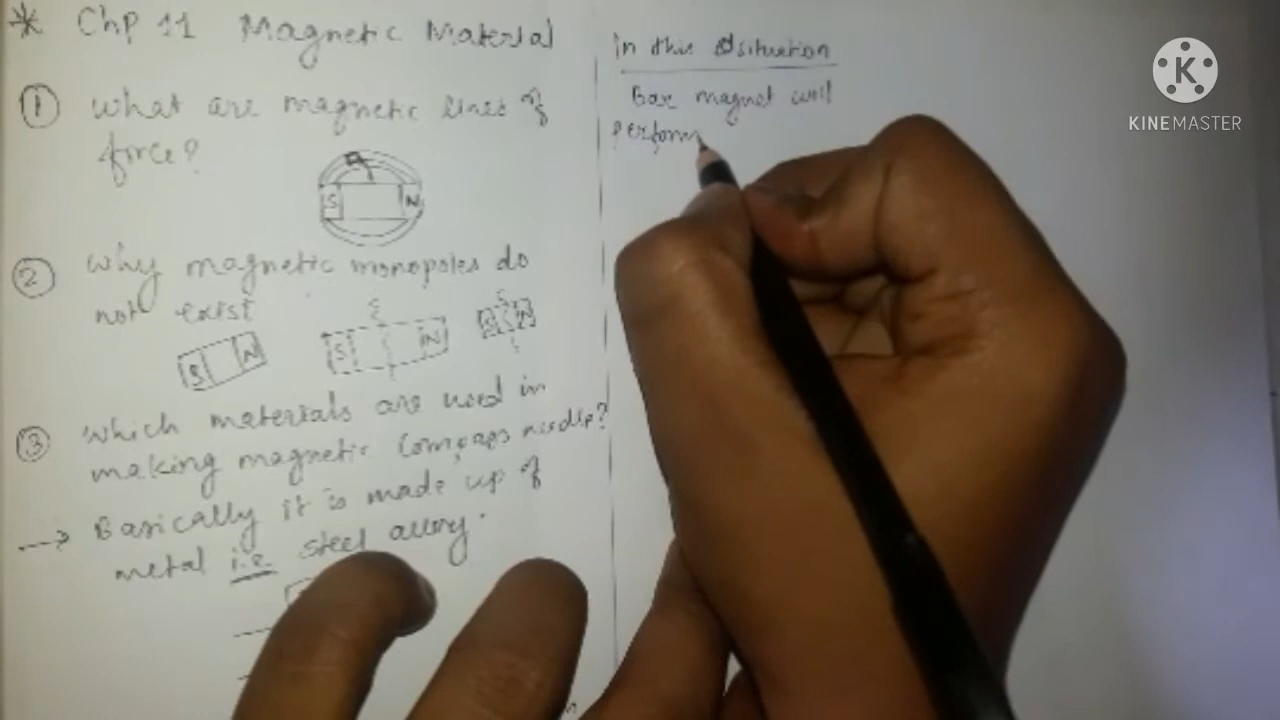 * Chp 11 Magnetic Material
① What are magnetic lines of
force?
S N
② Why magnetic monopoles do
not exist
S N
S N
S N
③ Which materials are used in
making magnetic compass needle?
→ Basically it is made up of
metal i.e. steel alloy.
In this situation
Bar magnet will
perform
K
KINEMASTER